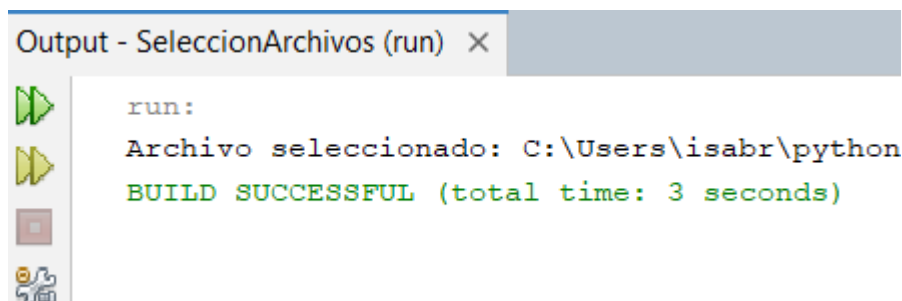 Output - SeleccionArchivos (run) ×
run:
Archivo seleccionado: C:\Users\isabr\python
BUILD SUCCESSFUL (total time: 3 seconds)